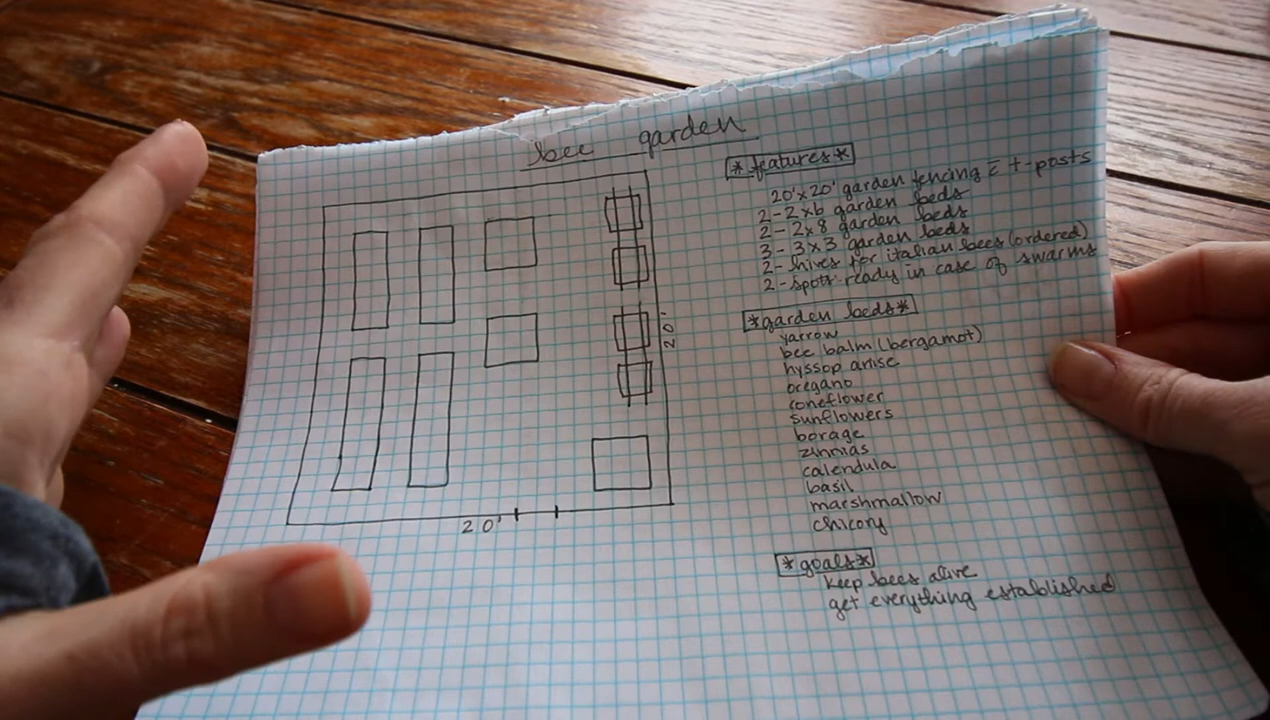 bee garden
*features*
20'x20' garden fencing c̄ t-posts
2-2x6 garden beds
2-2x8 garden beds
3-3x3 garden beds
2-hives for italian bees (ordered)
2-spots ready in case of swarms
*garden beds*
yarrow
bee balm (bergamot)
hyssop anise
oregano
coneflower
sunflowers
borage
zinnias
calendula
basil
marshmallow
chicory
*goals*
keep bees alive
get everything established
20'
20'